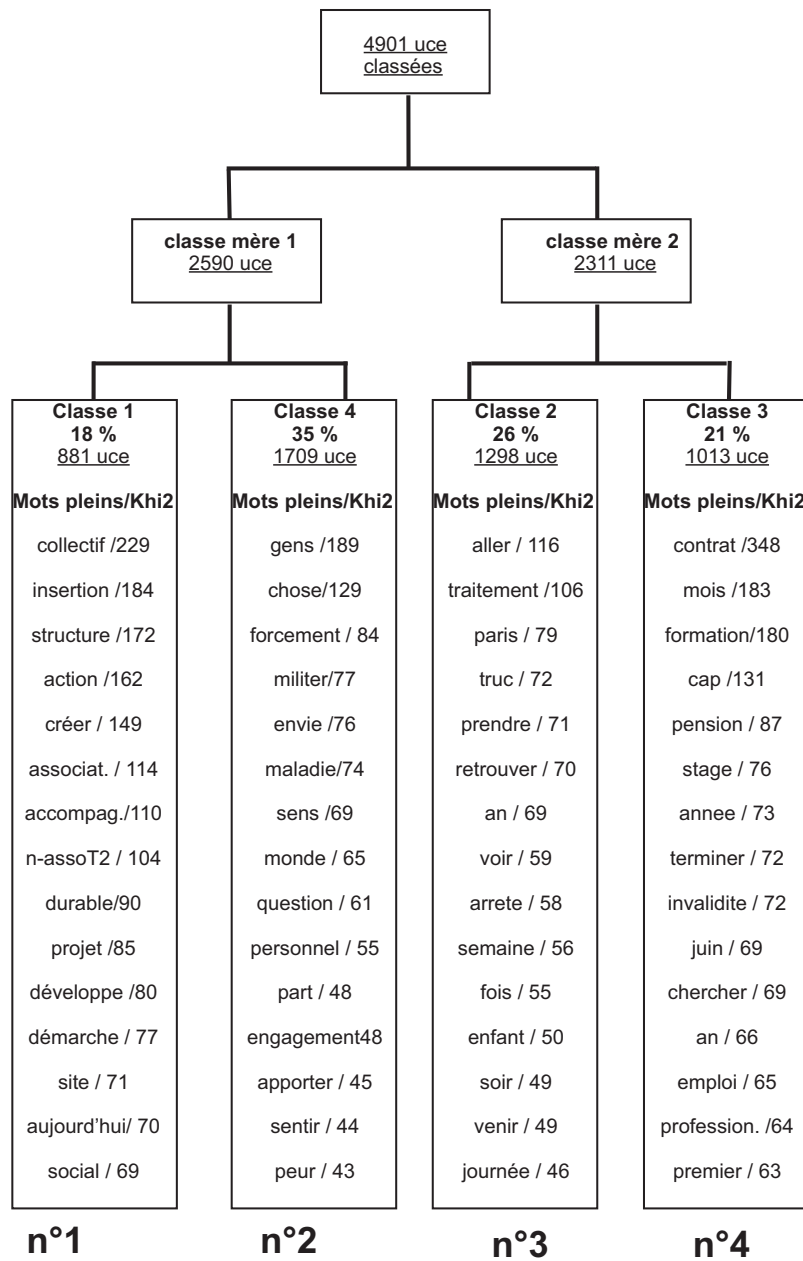 4901 uce
classées
classe mère 1
2590 uce
classe mère 2
2311 uce
Classe 1
18 %
881 uce
Mots pleins/Khi2
collectif /229
insertion /184
structure /172
action /162
créer / 149
associat. / 114
accompag./110
n-assoT2 / 104
durable/90
projet /85
développe /80
démarche / 77
site / 71
aujourd'hui/ 70
social / 69
n°1
Classe 4
35 %
1709 uce
Mots pleins/Khi2
gens /189
chose/129
forcement / 84
militer/77
envie /76
maladie/74
sens /69
monde / 65
question / 61
personnel / 55
part / 48
engagement48
apporter / 45
sentir / 44
peur / 43
n°2
Classe 2
26 %
1298 uce
Mots pleins/Khi2
aller / 116
traitement /106
paris / 79
truc / 72
prendre / 71
retrouver / 70
an / 69
voir / 59
arrete / 58
semaine / 56
fois / 55
enfant / 50
soir / 49
venir / 49
journée / 46
n°3
Classe 3
21 %
1013 uce
Mots pleins/Khi2
contrat /348
mois /183
formation/180
cap /131
pension / 87
stage / 76
annee / 73
terminer / 72
invalidite / 72
juin / 69
chercher / 69
an / 66
emploi / 65
profession. /64
premier / 63
n°4